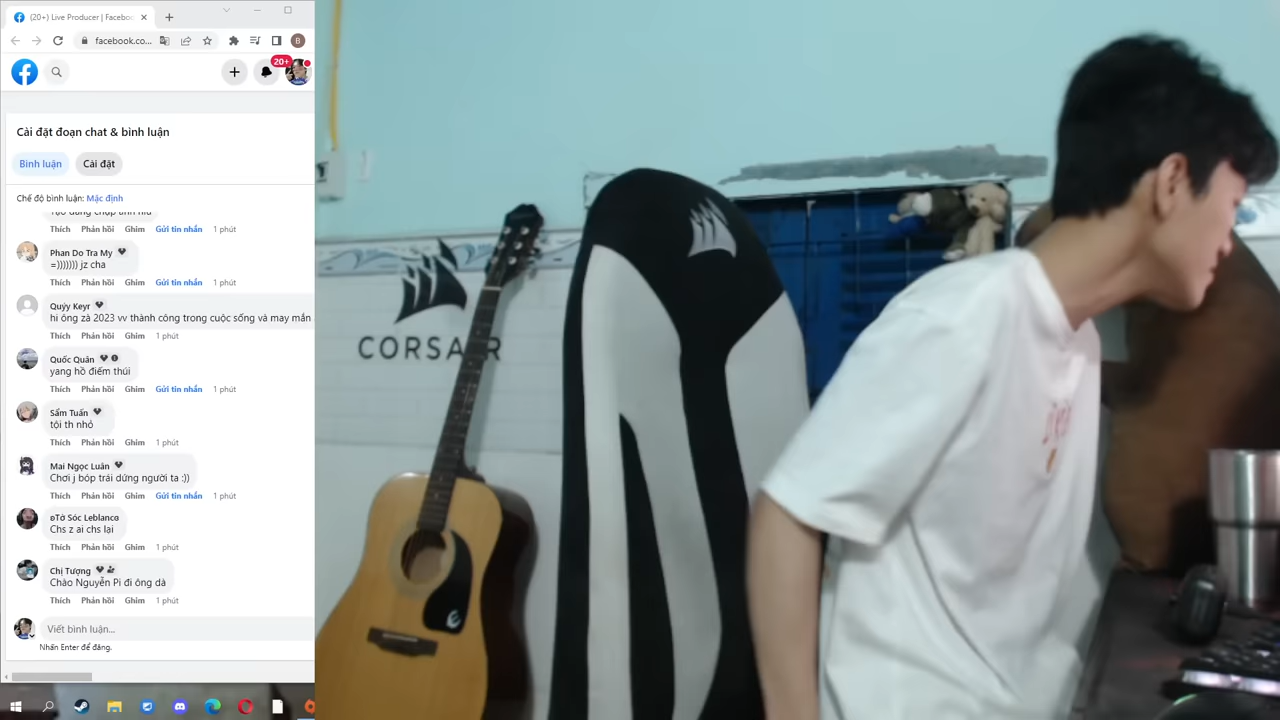 (20+) Live Producer | Facebo
facebook.co...
B
20+
Cài đặt đoạn chat & bình luận
Bình luận
Cài đặt
Chế độ bình luận: Mặc định
Thích Phản hồi Ghim Gửi tin nhắn 1 phút
Phan Do Tra My
=))))))) jz cha
Thích Phản hồi Ghim Gửi tin nhắn 1 phút
Quýy Keyr
hi ông zà 2023 vv thành công trong cuộc sống và may mắn
Thích Phản hồi Ghim 1 phút
Quốc Quân
yang hồ điếm thúi
Thích Phản hồi Ghim Gửi tin nhắn 1 phút
Sẩm Tuấn
tội th nhỏ
Thích Phản hồi Ghim 1 phút
Mai Ngọc Luân
Chơi j bóp trái dứng người ta :))
Thích Phản hồi Ghim Gửi tin nhắn 1 phút
ʚTớ Sóc Leblancɞ
Chs z ai chs lại
Thích Phản hồi Ghim 1 phút
Chị Tượng
Chào Nguyễn Pi đi ông dà
Thích Phản hồi Ghim 1 phút
Viết bình luận...
Nhấn Enter để đăng.
CORSAIR